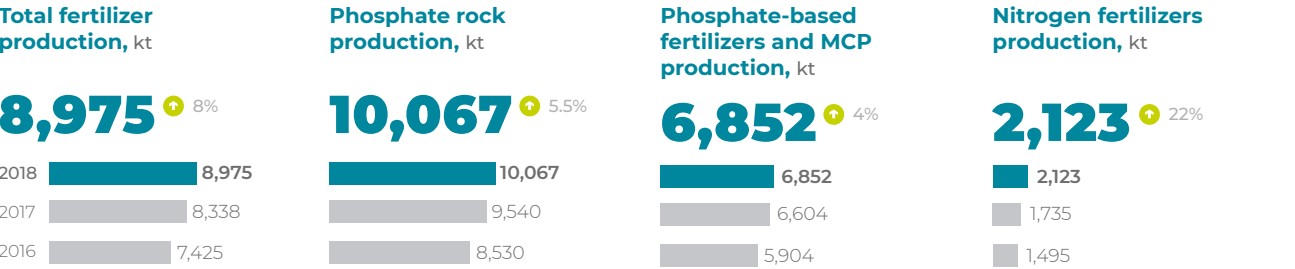 Total fertilizer
production, kt
8,975 8%
2018 8,975
2017 8,338
2016 7,425
Phosphate rock
production, kt
10,067 5.5%
10,067
9,540
8,530
Phosphate-based
fertilizers and MCP
production, kt
6,852 4%
6,852
6,604
5,904
Nitrogen fertilizers
production, kt
2,123 22%
2,123
1,735
1,495